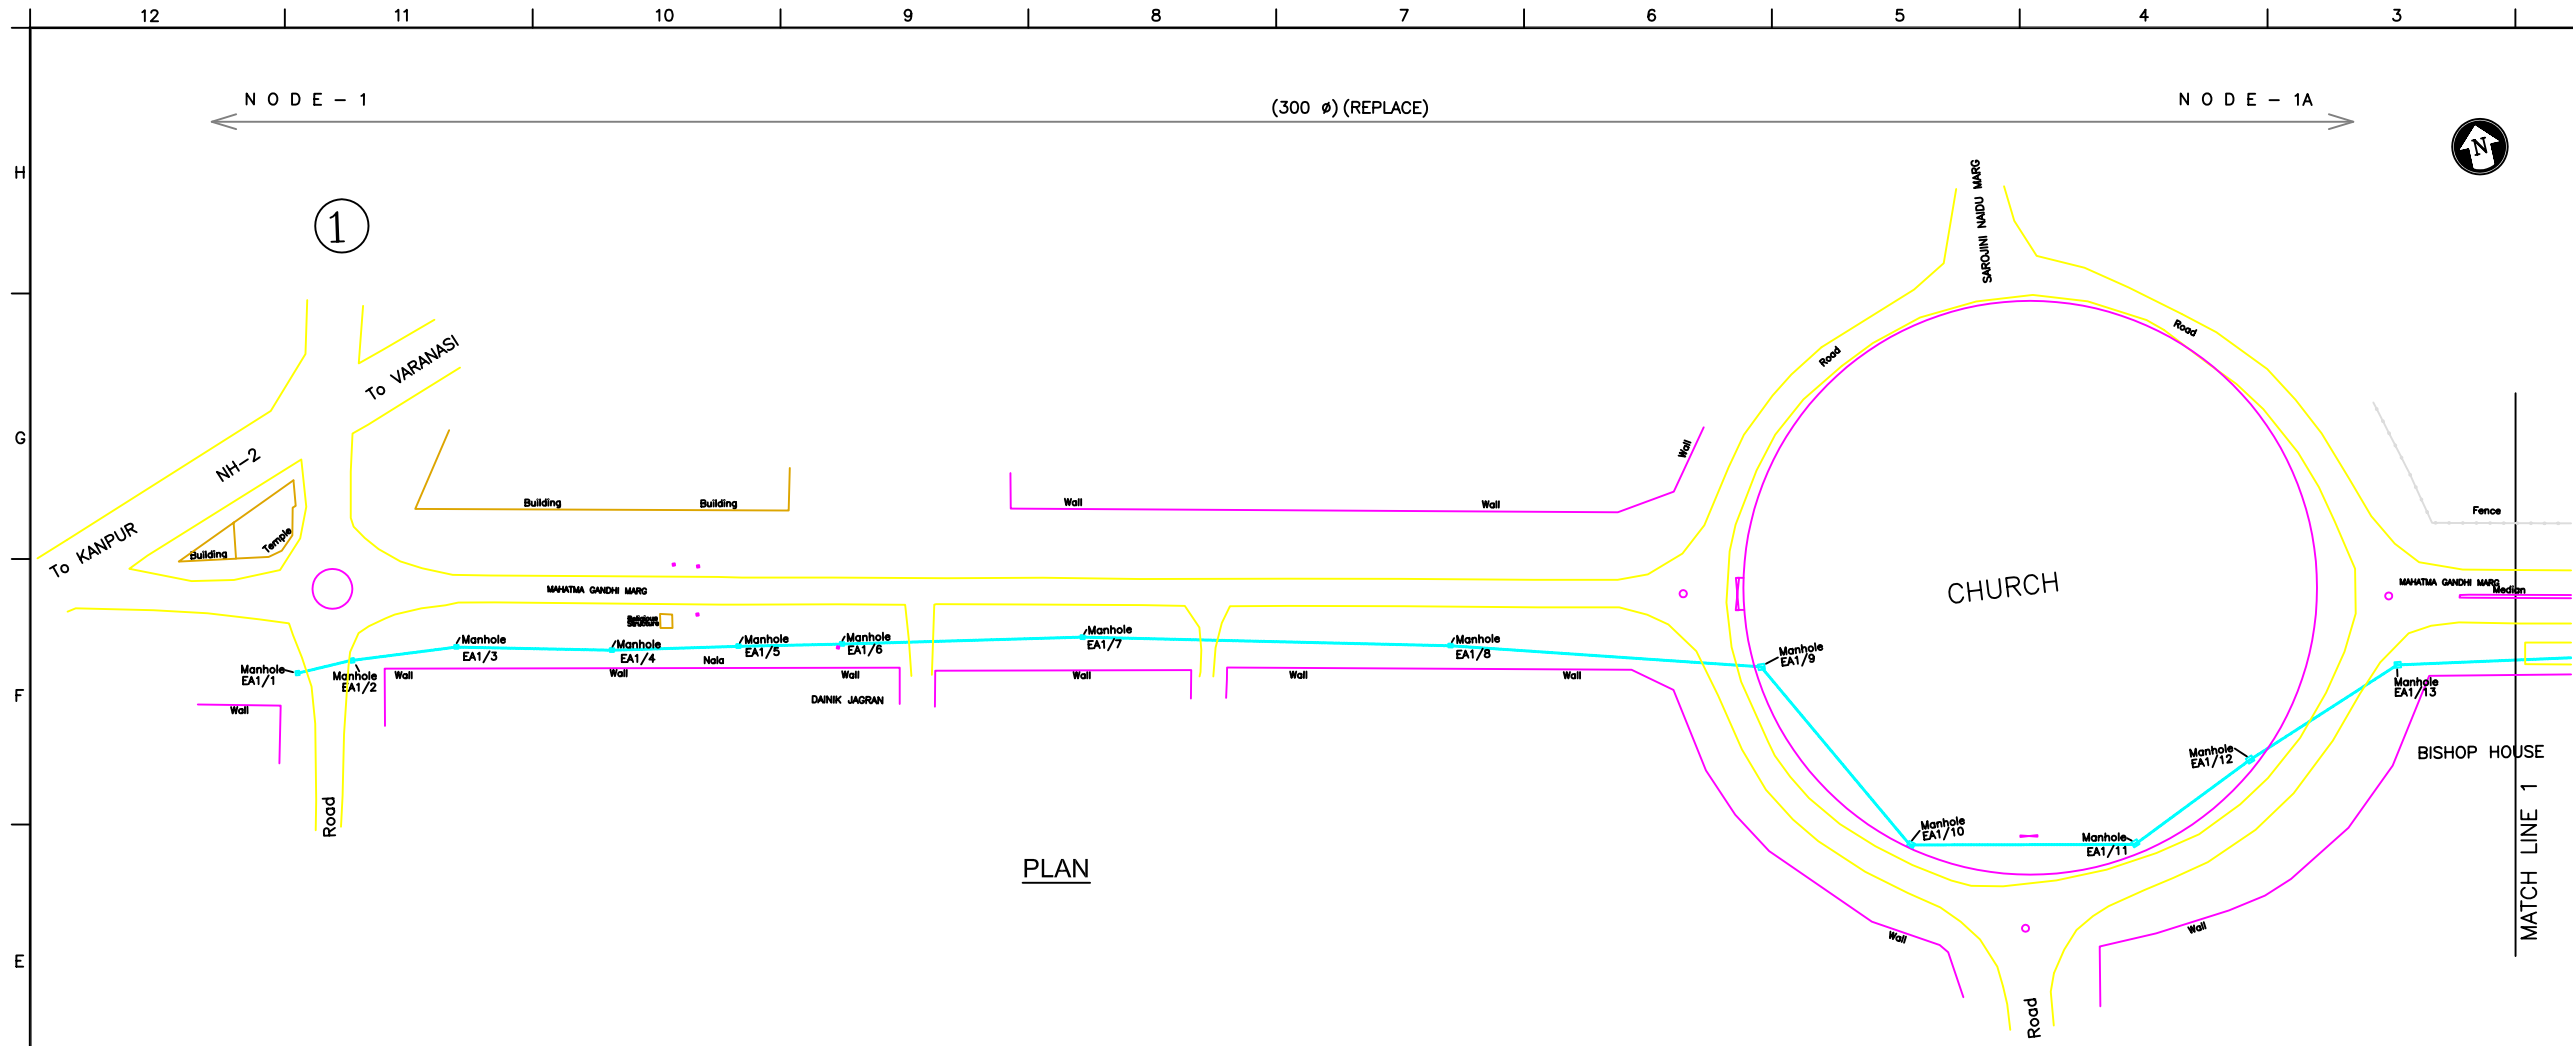 12 11 10 9 8 7 6 5 4 3
N O D E - 1
(300 ø) (REPLACE)
N O D E - 1A
N
H
SAROJINI NAIDU MARG
1
Road
Road
To VARANASI
G
NH-2
Wall
Building
Building
Wall
Wall
Fence
To KANPUR
Building
Temple
MAHATMA GANDHI MARG
CHURCH
MAHATMA GANDHI MARG
Median
Religious
Structure
Manhole
EA1/1
Manhole
EA1/2
Manhole
EA1/3
Manhole
EA1/4
Manhole
EA1/5
Manhole
EA1/6
Manhole
EA1/7
Manhole
EA1/8
Manhole
EA1/9
Nala
Wall
Wall
Wall
Wall
Wall
Wall
F
Wall
DAINIK JAGRAN
Manhole
EA1/13
Manhole
EA1/12
BISHOP HOUSE
Road
Manhole
EA1/10
Manhole
EA1/11
PLAN
MATCH LINE 1
Wall
Wall
E
Road